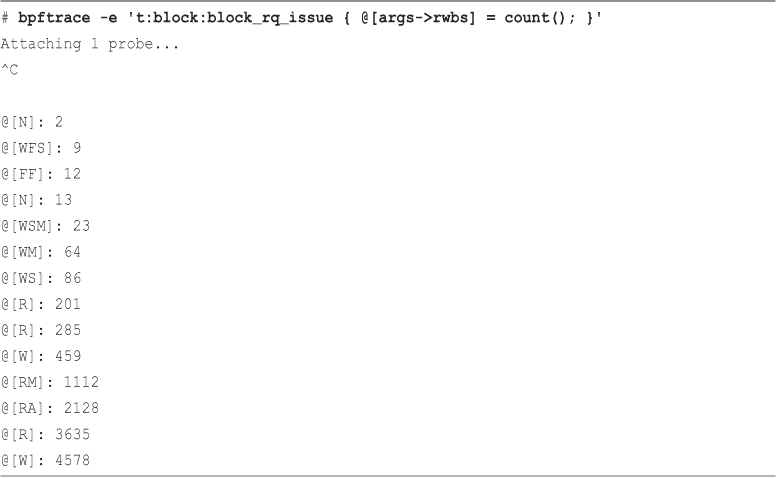 # bpftrace -e 't:block:block_rq_issue { @[args->rwbs] = count(); }'
Attaching 1 probe...
^C
@[N]: 2
@[WFS]: 9
@[FF]: 12
@[N]: 13
@[WSM]: 23
@[WM]: 64
@[WS]: 86
@[R]: 201
@[R]: 285
@[W]: 459
@[RM]: 1112
@[RA]: 2128
@[R]: 3635
@[W]: 4578